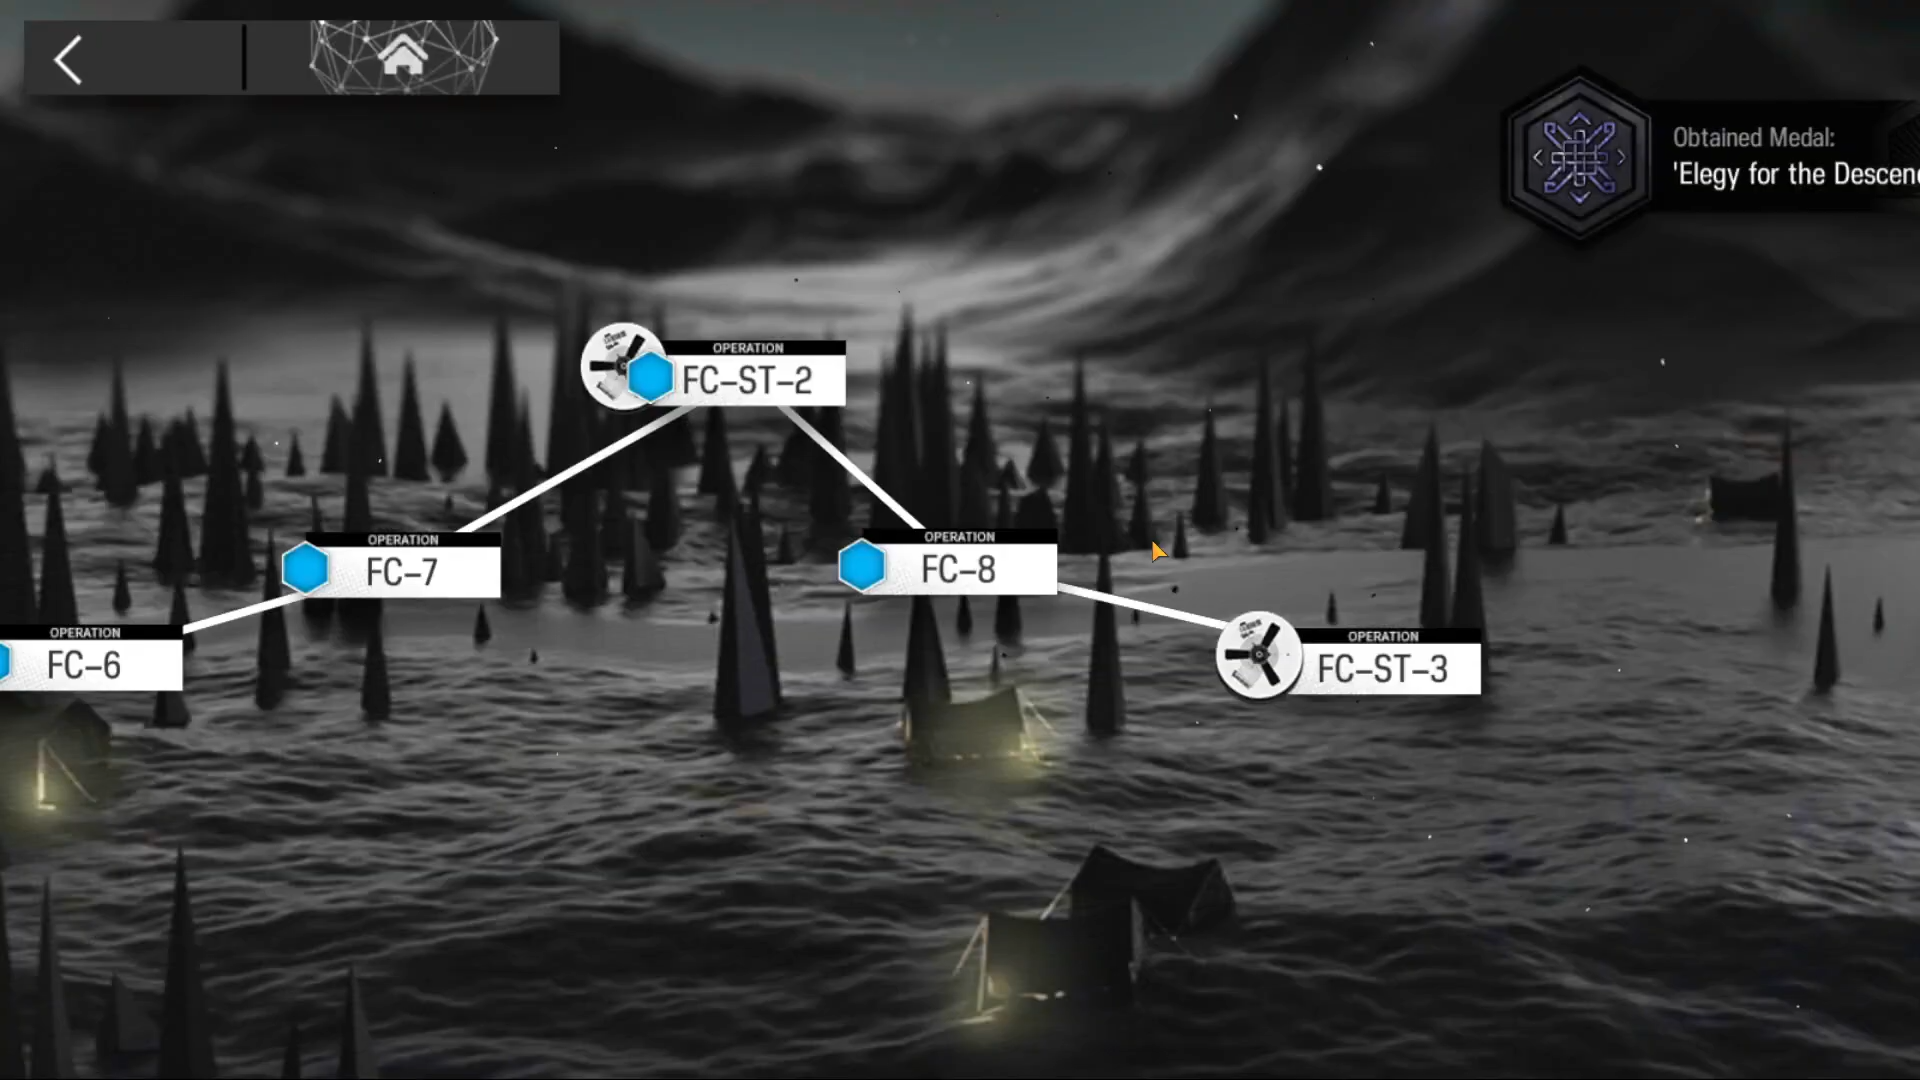 Obtained Medal:
'Elegy for the Descen
OPERATION
FC-ST-2
OPERATION
FC-7
OPERATION
FC-8
OPERATION
FC-6
OPERATION
FC-ST-3